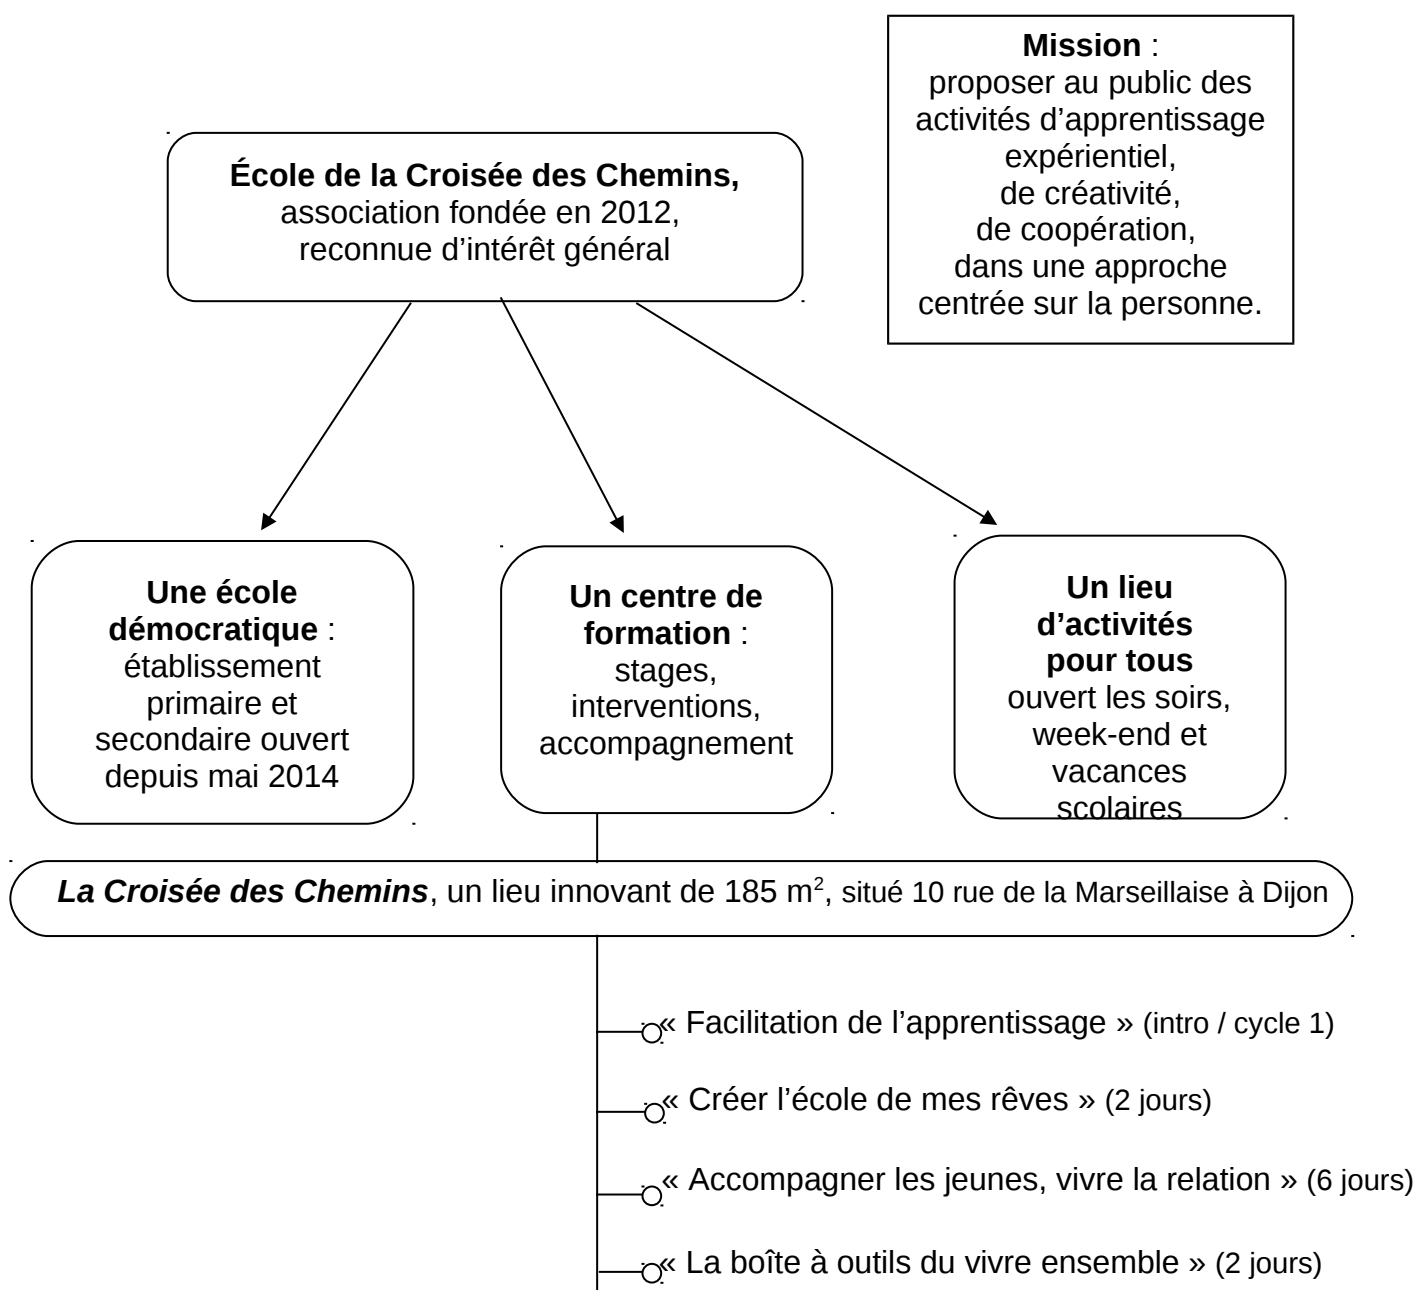 Mission :
proposer au public des
activités d’apprentissage
expérientiel,
de créativité,
de coopération,
dans une approche
centrée sur la personne.
École de la Croisée des Chemins,
association fondée en 2012,
reconnue d’intérêt général
Une école
démocratique :
établissement
primaire et
secondaire ouvert
depuis mai 2014
Un centre de
formation :
stages,
interventions,
accompagnement
Un lieu
d’activités
pour tous
ouvert les soirs,
week-end et
vacances
scolaires
La Croisée des Chemins, un lieu innovant de 185 m², situé 10 rue de la Marseillaise à Dijon
« Facilitation de l’apprentissage » (intro / cycle 1)
« Créer l’école de mes rêves » (2 jours)
« Accompagner les jeunes, vivre la relation » (6 jours)
« La boîte à outils du vivre ensemble » (2 jours)